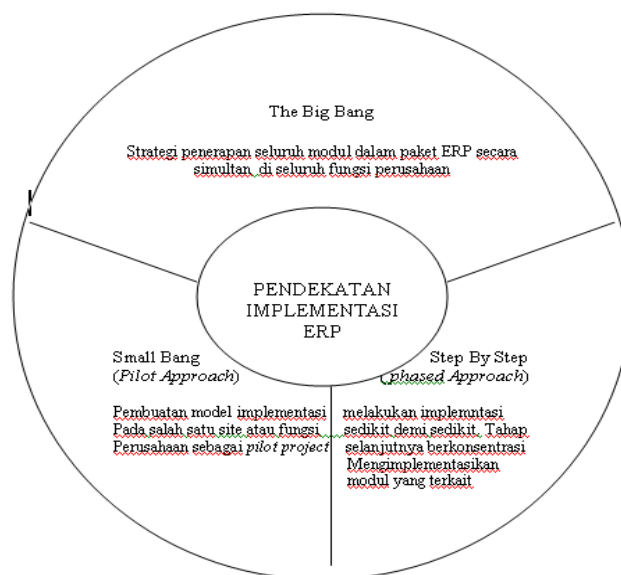 The Big Bang
Strategi penerapan seluruh modul dalam paket ERP secara
simultan di seluruh fungsi perusahaan
PENDEKATAN
IMPLEMENTASI
ERP
Small Bang
(Pilot Approach)
Pembuatan model implementasi
Pada salah satu site atau fungsi
Perusahaan sebagai pilot project
Step By Step
( phased Approach)
melakukan implemntasi
sedikit demi sedikit. Tahap
selanjutnya berkonsentrasi
Mengimplementasikan
modul yang terkait